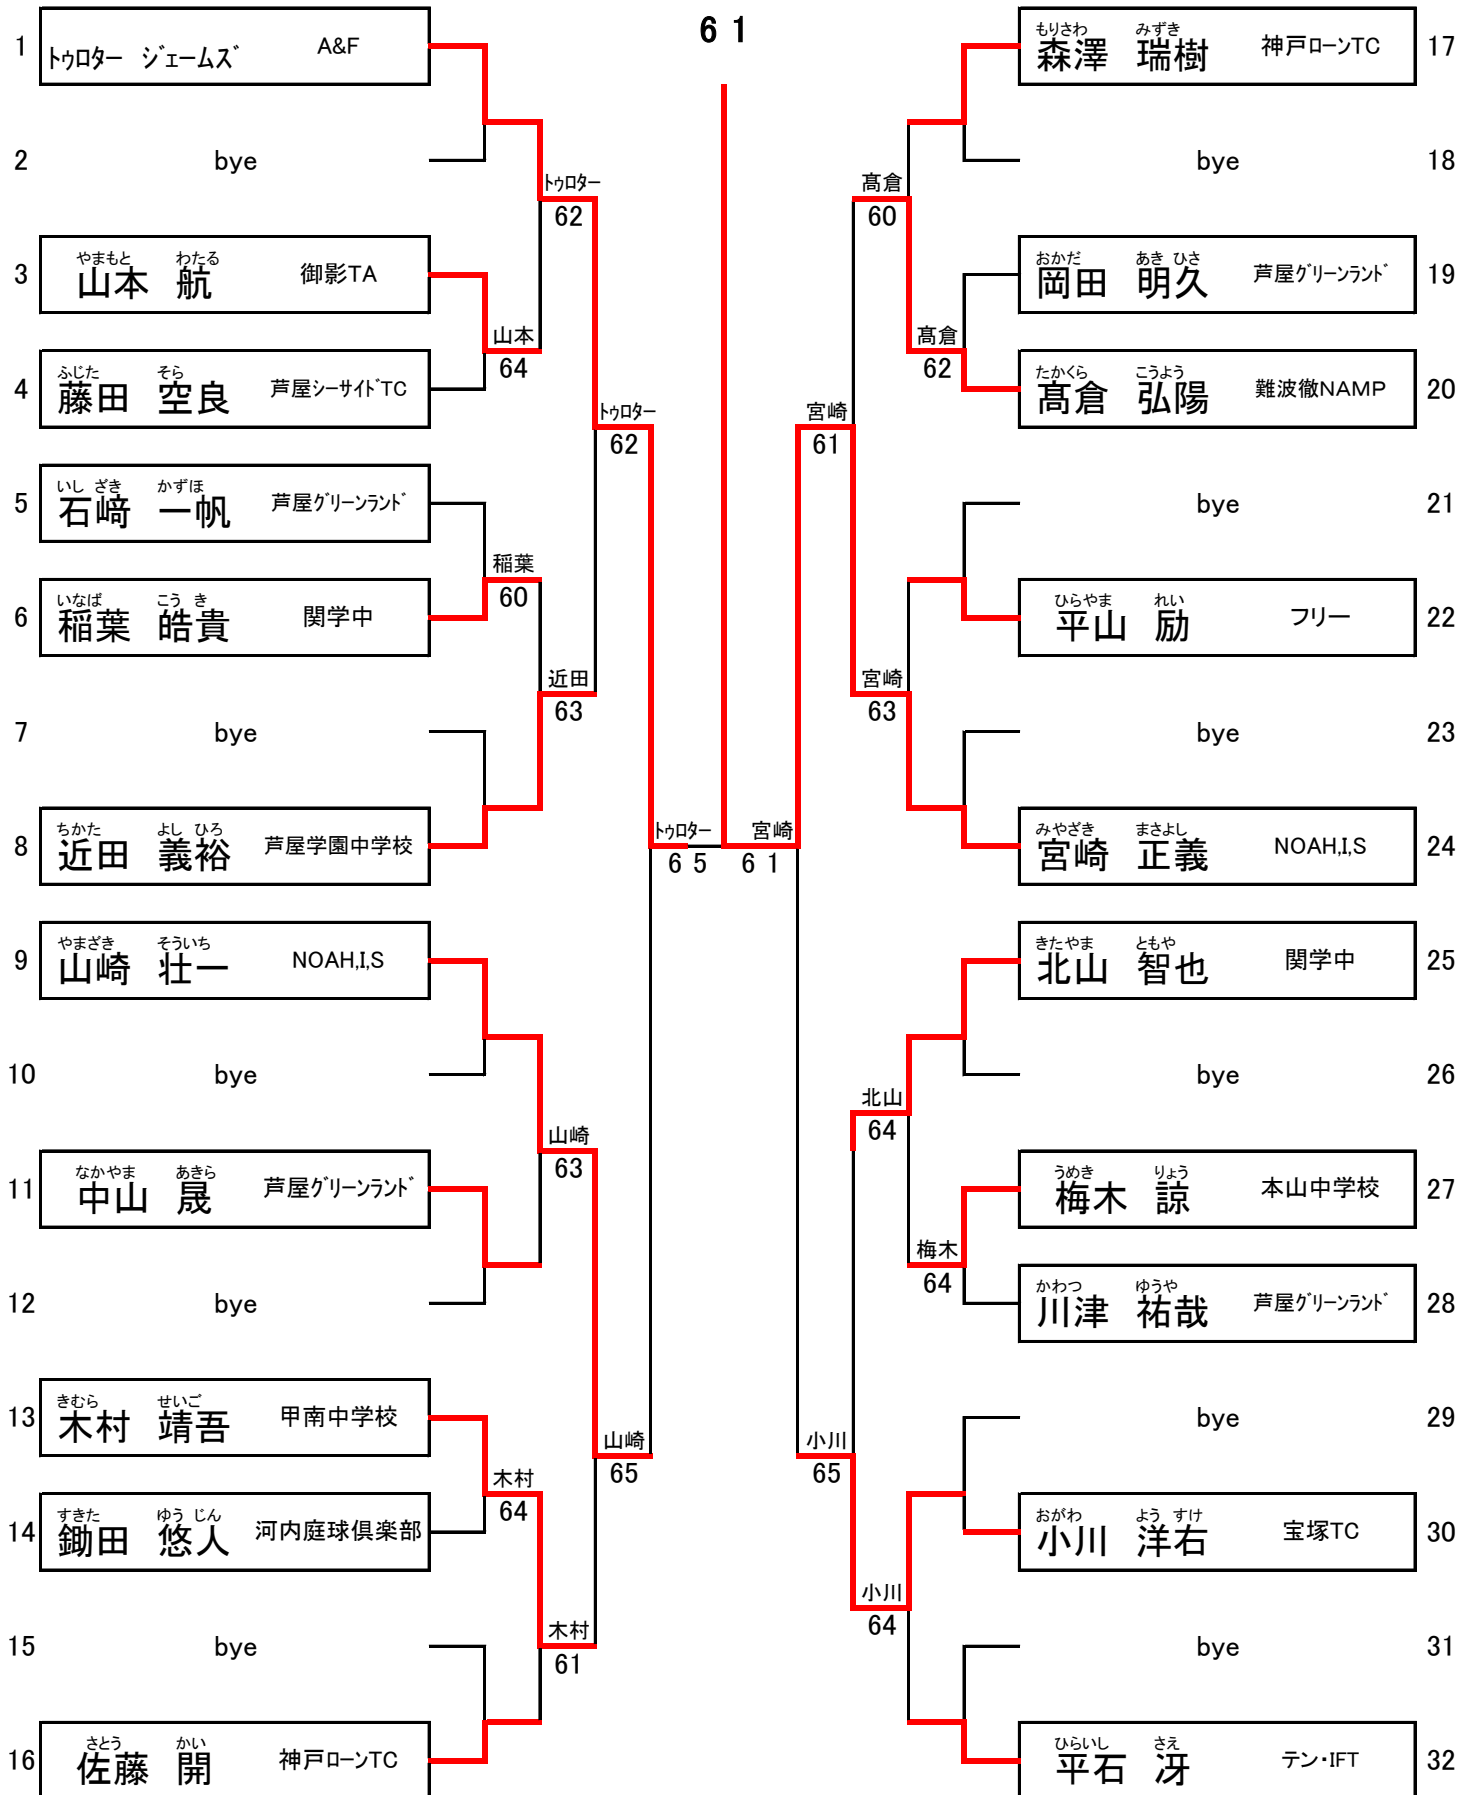 6 1
1 トゥロター ジェームズ A&F
2 bye
トゥロター
62
3 やまもと わたる
山本 航 御影TA
山本
64
4 ふじた そら
藤田 空良 芦屋シーサイドTC
トゥロター
62
5 いし ざき かずほ
石﨑 一帆 芦屋グリーンランド
稲葉
60
6 いなば こう き
稲葉 皓貴 関学中
近田
63
7 bye
8 ちかた よし ひろ
近田 義裕 芦屋学園中学校
トゥロター
6 5
9 やまざき そういち
山崎 壮一 NOAH,I,S
10 bye
山崎
63
11 なかやま あきら
中山 晟 芦屋グリーンランド
12 bye
13 きむら せいご
木村 靖吾 甲南中学校
山崎
65
木村
64
14 すきた ゆう じん
鋤田 悠人 河内庭球倶楽部
木村
61
15 bye
16 さとう かい
佐藤 開 神戸ローンTC
もりさわ みずき
森澤 瑞樹 神戸ローンTC 17
bye 18
髙倉
60
おかだ あき ひさ
岡田 明久 芦屋グリーンランド 19
髙倉
62
たかくら こうよう
髙倉 弘陽 難波徹NAMP 20
宮崎
61
bye 21
ひらやま れい
平山 励 フリー 22
宮崎
63
bye 23
みやざき まさよし
宮崎 正義 NOAH,I,S 24
宮崎
6 1
きたやま ともや
北山 智也 関学中 25
bye 26
北山
64
うめき りょう
梅木 諒 本山中学校 27
梅木
64
かわつ ゆうや
川津 祐哉 芦屋グリーンランド 28
bye 29
小川
65
おがわ よう すけ
小川 洋右 宝塚TC 30
小川
64
bye 31
ひらいし さえ
平石 冴 テン・IFT 32